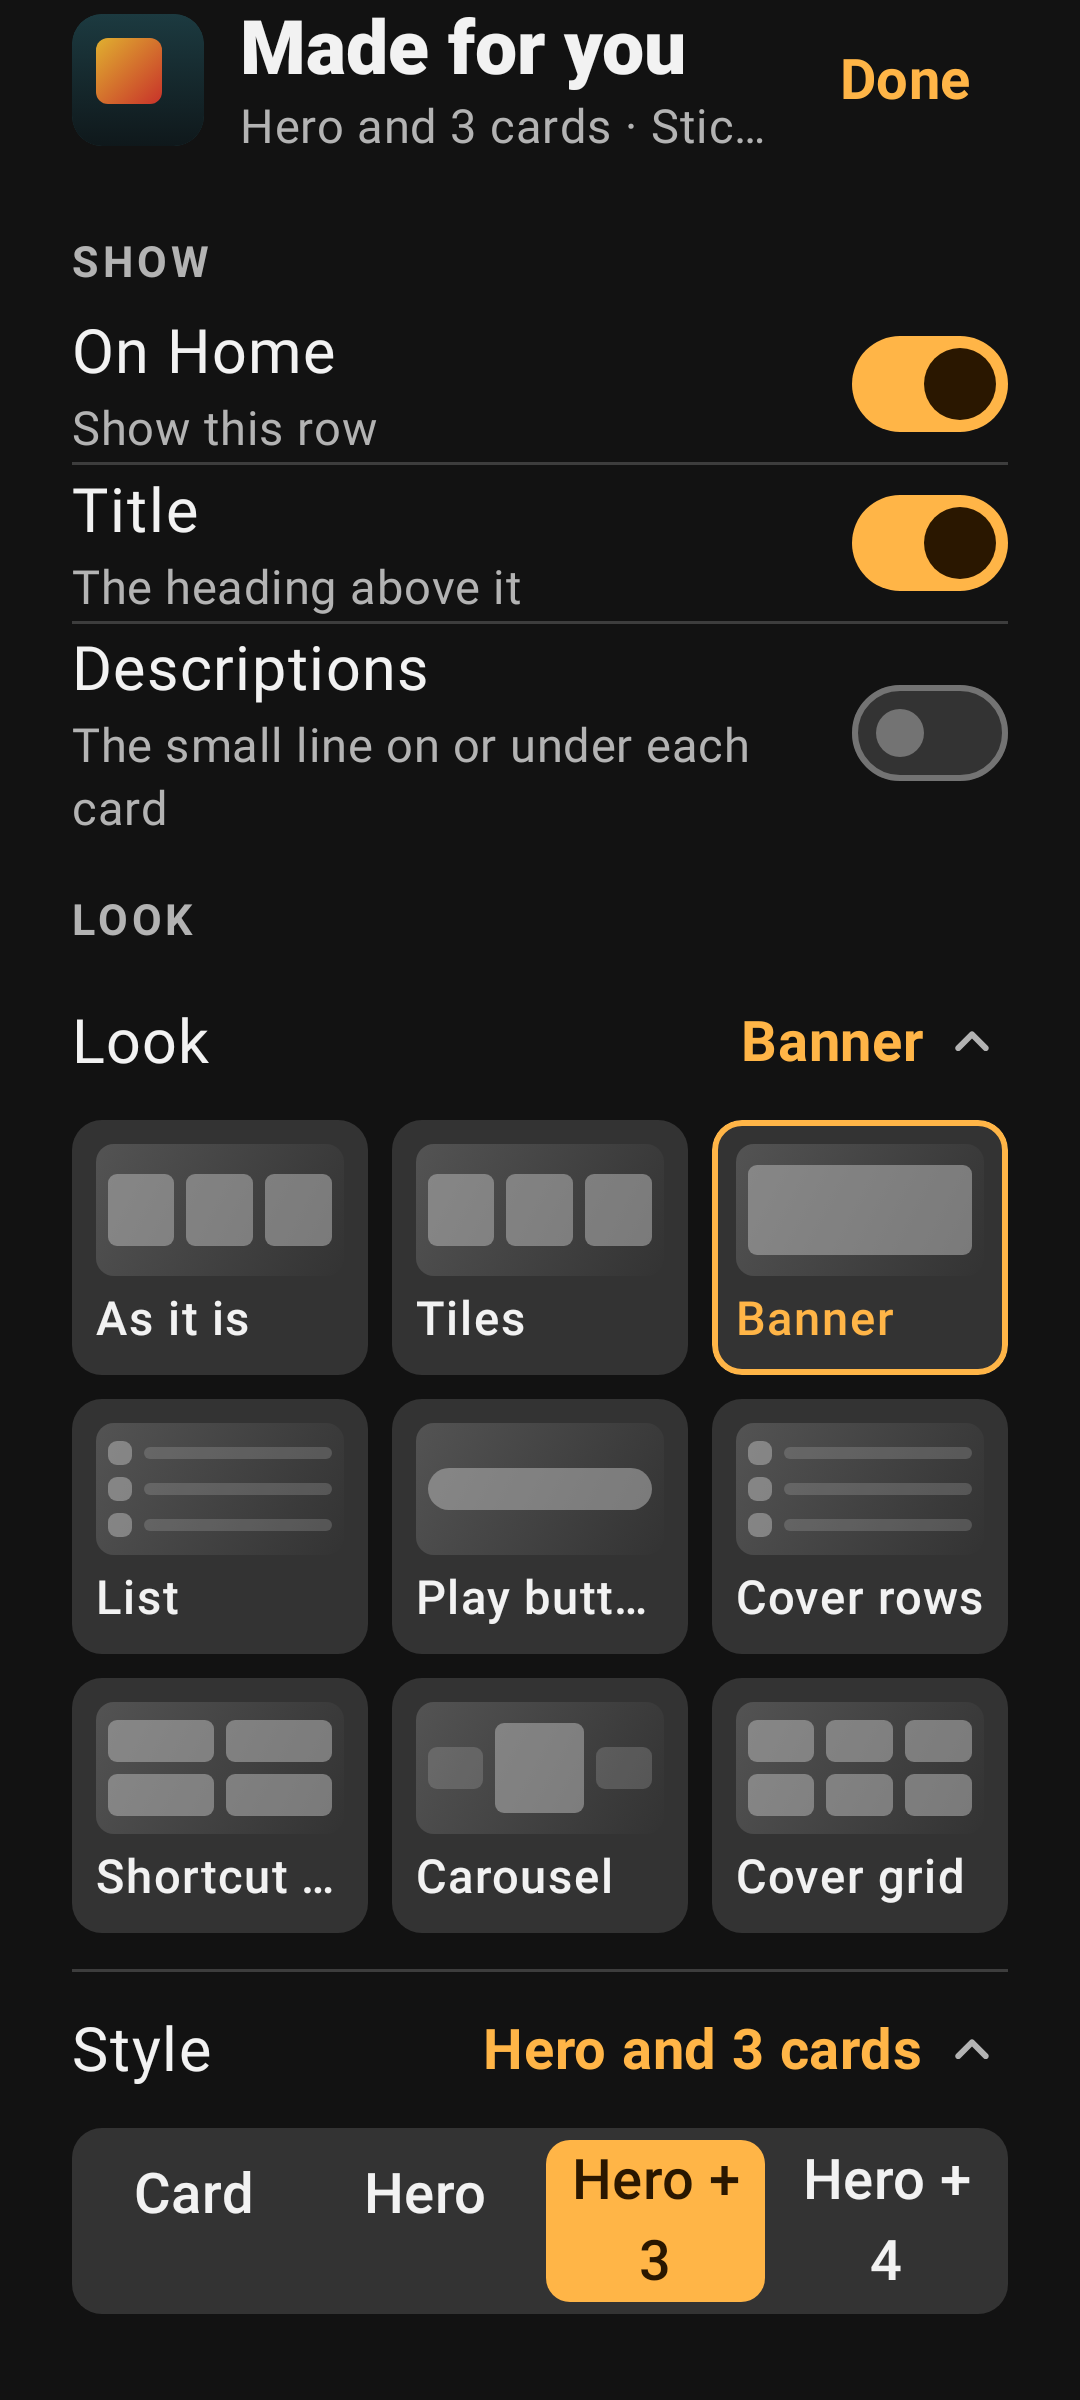 Made for you
Done
Hero and 3 cards · Stic…
SHOW
On Home
Show this row
Title
The heading above it
Descriptions
The small line on or under each
card
LOOK
Look
Banner
As it is
Tiles
Banner
List
Play butt…
Cover rows
Shortcut …
Carousel
Cover grid
Style
Hero and 3 cards
Card
Hero
Hero +
3
Hero +
4